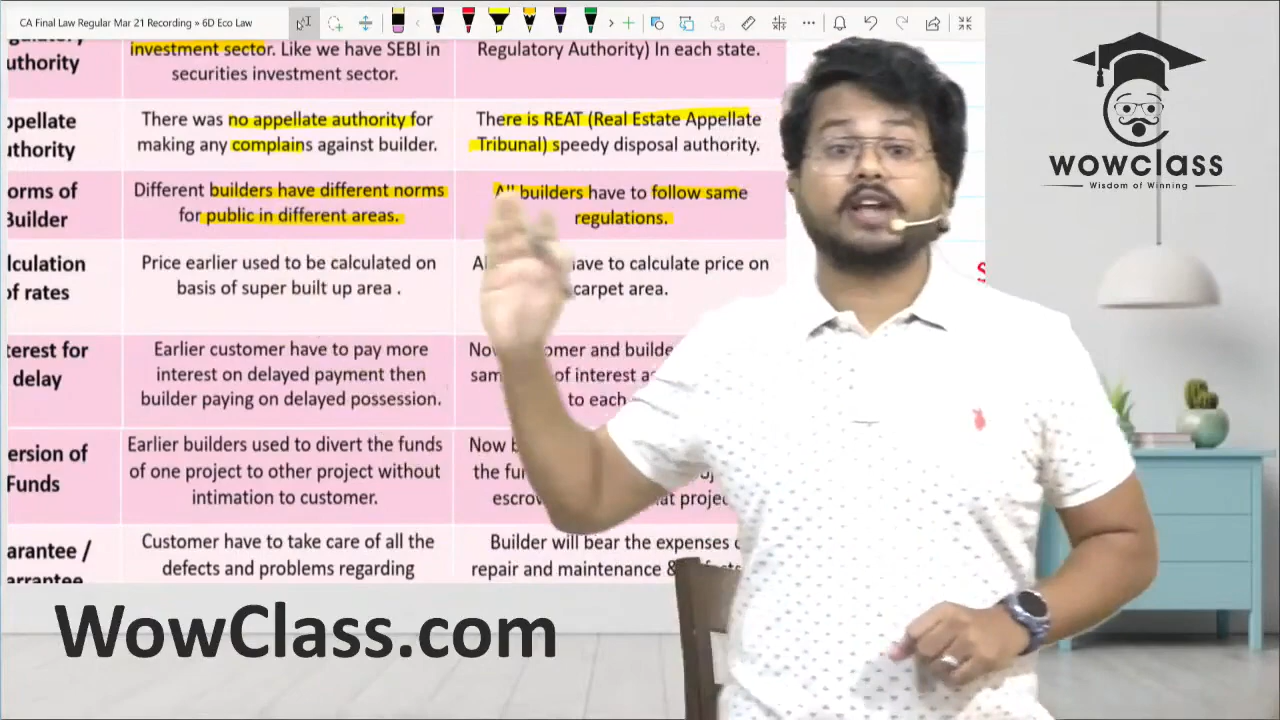 CA Final Law Regular Mar 21 Recording » 6D Eco Law
investment sector. Like we have SEBI in
securities investment sector.
Regulatory Authority) In each state.
There was no appellate authority for
making any complains against builder.
There is REAT (Real Estate Appellate
Tribunal) speedy disposal authority.
orms of
Builder
Different builders have different norms
for public in different areas.
All builders have to follow same
regulations.
lculation
of rates
Price earlier used to be calculated on
basis of super built up area .
have to calculate price on
carpet area.
terest for
delay
Earlier customer have to pay more
interest on delayed payment then
builder paying on delayed possession.
Now
of interest
to each
ersion of
Funds
Earlier builders used to divert the funds
of one project to other project without
intimation to customer.
Now
the
arantee /
Customer have to take care of all the
defects and problems regarding
Builder will bear the expenses
repair and maintenance &
wowclass
Wisdom of Winning
WowClass.com